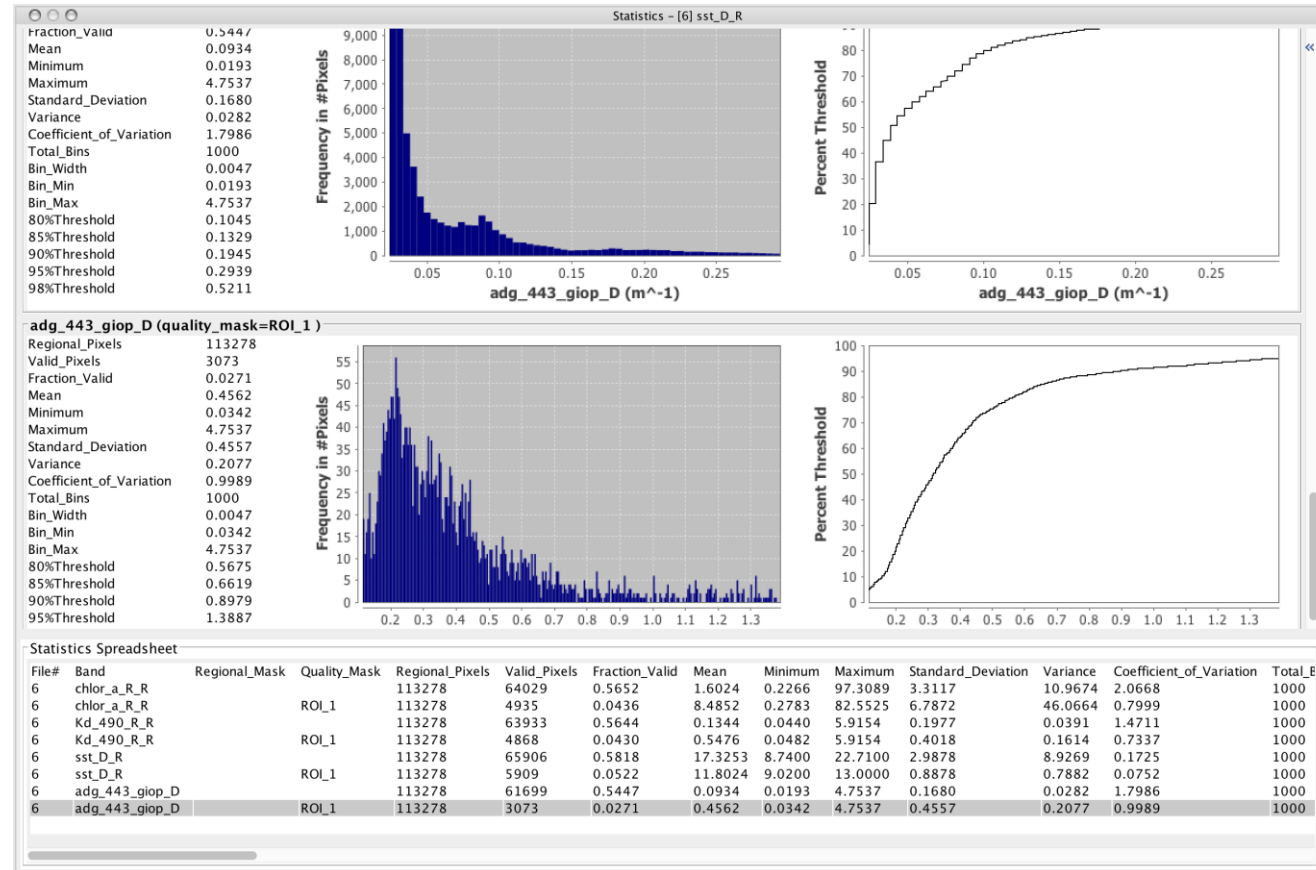 Statistics - [6] sst_D_R
«
Fraction_Valid 0.5447
Mean 0.0934
Minimum 0.0193
Maximum 4.7537
Standard_Deviation 0.1680
Variance 0.0282
Coefficient_of_Variation 1.7986
Total_Bins 1000
Bin_Width 0.0047
Bin_Min 0.0193
Bin_Max 4.7537
80%Threshold 0.1045
85%Threshold 0.1329
90%Threshold 0.1945
95%Threshold 0.2939
98%Threshold 0.5211
Frequency in #Pixels
9,000
8,000
7,000
6,000
5,000
4,000
3,000
2,000
1,000
0
0.05 0.10 0.15 0.20 0.25
adg_443_giop_D (m^-1)
Percent Threshold
80
70
60
50
40
30
20
10
0
0.05 0.10 0.15 0.20 0.25
adg_443_giop_D (m^-1)
adg_443_giop_D (quality_mask=ROI_1 )
Regional_Pixels 113278
Valid_Pixels 3073
Fraction_Valid 0.0271
Mean 0.4562
Minimum 0.0342
Maximum 4.7537
Standard_Deviation 0.4557
Variance 0.2077
Coefficient_of_Variation 0.9989
Total_Bins 1000
Bin_Width 0.0047
Bin_Min 0.0342
Bin_Max 4.7537
80%Threshold 0.5675
85%Threshold 0.6619
90%Threshold 0.8979
95%Threshold 1.3887
Frequency in #Pixels
55
50
45
40
35
30
25
20
15
10
5
0
0.2 0.3 0.4 0.5 0.6 0.7 0.8 0.9 1.0 1.1 1.2 1.3
Percent Threshold
100
90
80
70
60
50
40
30
20
10
0
0.2 0.3 0.4 0.5 0.6 0.7 0.8 0.9 1.0 1.1 1.2 1.3
Statistics Spreadsheet
File# Band Regional_Mask Quality_Mask Regional_Pixels Valid_Pixels Fraction_Valid Mean Minimum Maximum Standard_Deviation Variance Coefficient_of_Variation Total_B
6 chlor_a_R_R 113278 64029 0.5652 1.6024 0.2266 97.3089 3.3117 10.9674 2.0668 1000
6 chlor_a_R_R ROI_1 113278 4935 0.0436 8.4852 0.2783 82.5525 6.7872 46.0664 0.7999 1000
6 Kd_490_R_R 113278 63933 0.5644 0.1344 0.0440 5.9154 0.1977 0.0391 1.4711 1000
6 Kd_490_R_R ROI_1 113278 4868 0.0430 0.5476 0.0482 5.9154 0.4018 0.1614 0.7337 1000
6 sst_D_R 113278 65906 0.5818 17.3253 8.7400 22.7100 2.9878 8.9269 0.1725 1000
6 sst_D_R ROI_1 113278 5909 0.0522 11.8024 9.0200 13.0000 0.8878 0.7882 0.0752 1000
6 adg_443_giop_D 113278 61699 0.5447 0.0934 0.0193 4.7537 0.1680 0.0282 1.7986 1000
6 adg_443_giop_D ROI_1 113278 3073 0.0271 0.4562 0.0342 4.7537 0.4557 0.2077 0.9989 1000